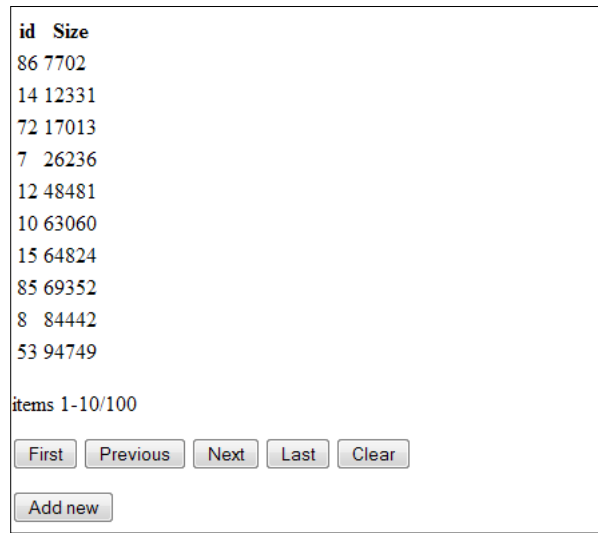 id Size
86 7702
14 12331
72 17013
7 26236
12 48481
10 63060
15 64824
85 69352
8 84442
53 94749
items 1-10/100
First Previous Next Last Clear
Add new